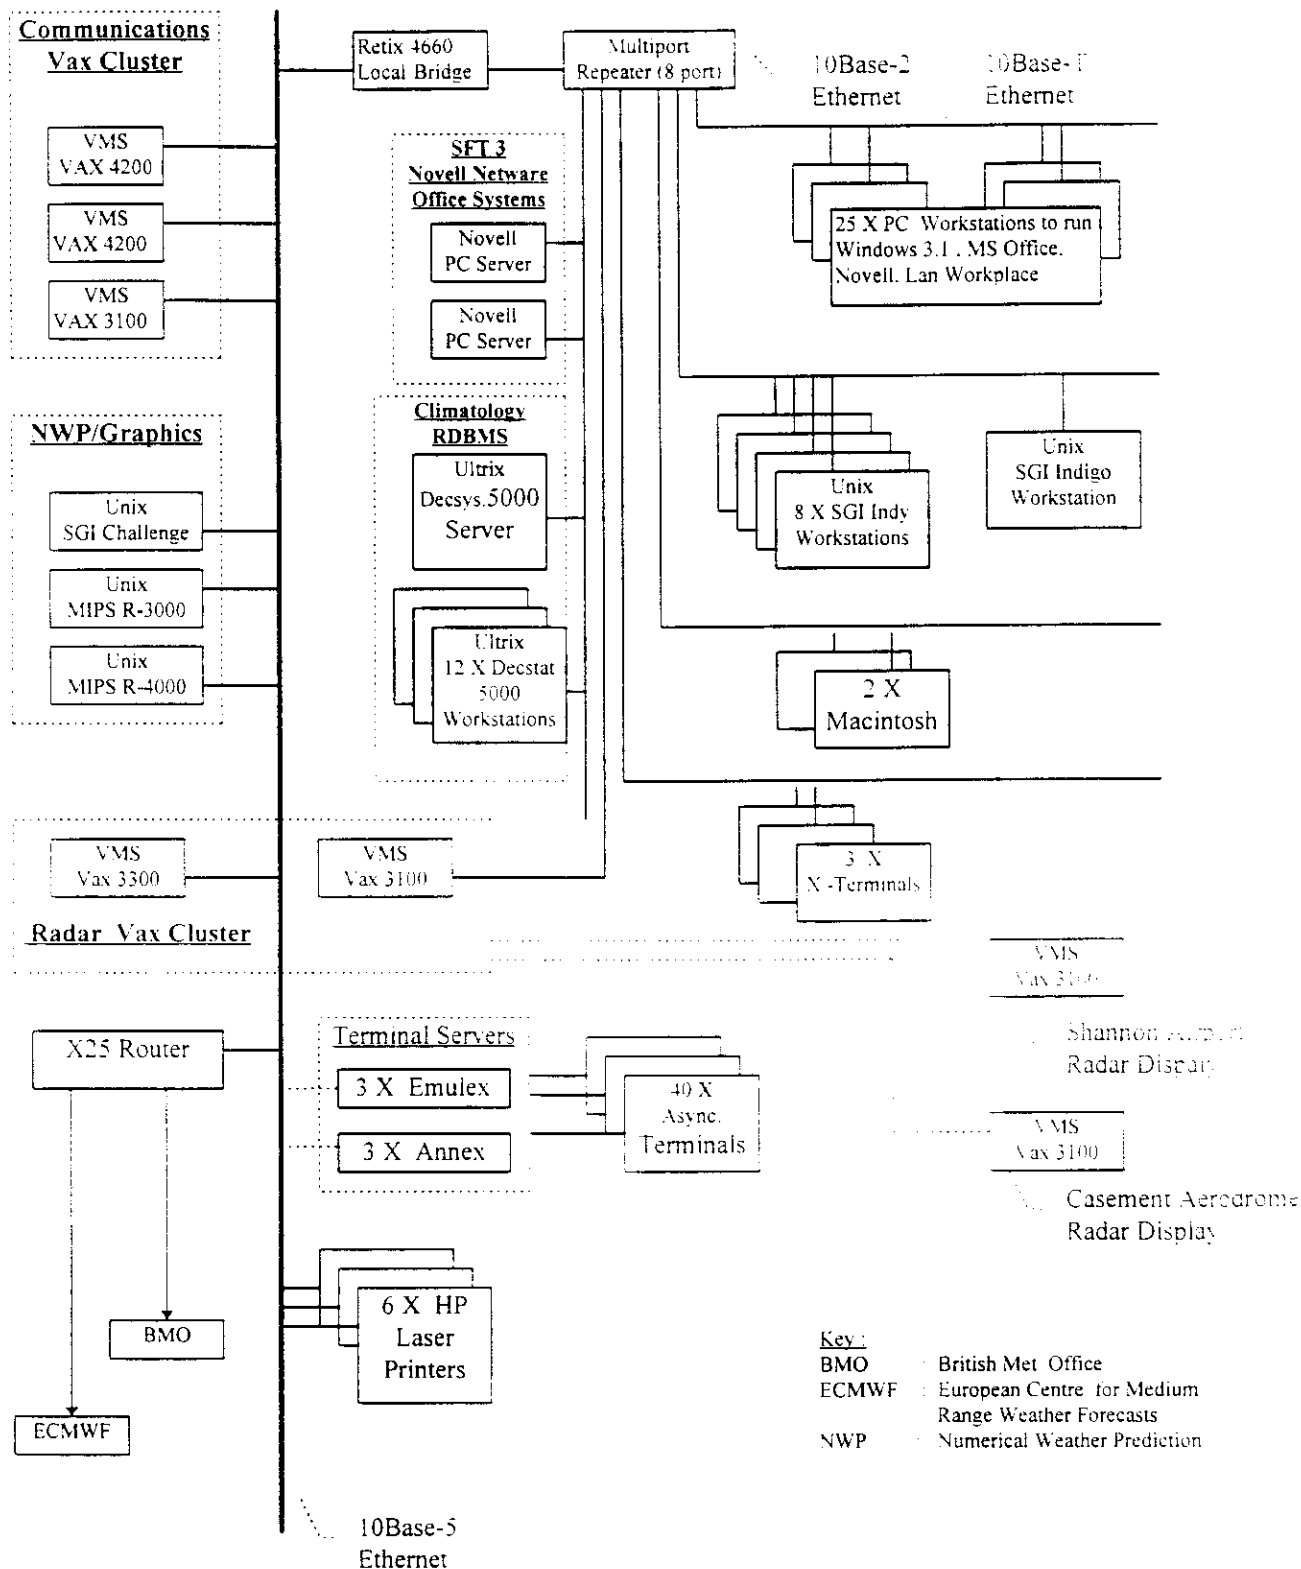 Communications
Vax Cluster
VMS
VAX 4200
VMS
VAX 4200
VMS
VAX 3100
NWP/Graphics
Unix
SGI Challenge
Unix
MIPS R-3000
Unix
MIPS R-4000
Retix 4660
Local Bridge
Multiport
Repeater (8 port)
10Base-2
Ethernet
10Base-T
Ethernet
SFT 3
Novell Netware
Office Systems
Novell
PC Server
Novell
PC Server
25 X PC Workstations to run
Windows 3.1 , MS Office,
Novell, Lan Workplace
Climatology
RDBMS
Ultrix
Decsys.5000
Server
Ultrix
12 X Decstat
5000
Workstations
Unix
8 X SGI Indy
Workstations
Unix
SGI Indigo
Workstation
2 X
Macintosh
3 X
X -Terminals
VMS
Vax 3300
VMS
Vax 3100
Radar Vax Cluster
VMS
Vax 3100
Shannon Airport
Radar Display
VMS
Vax 3100
Casement Aerodrome
Radar Display
X25 Router
Terminal Servers
3 X Emulex
3 X Annex
40 X
Async.
Terminals
6 X HP
Laser
Printers
BMO
ECMWF
Key :
BMO : British Met Office
ECMWF : European Centre for Medium
Range Weather Forecasts
NWP : Numerical Weather Prediction
10Base-5
Ethernet